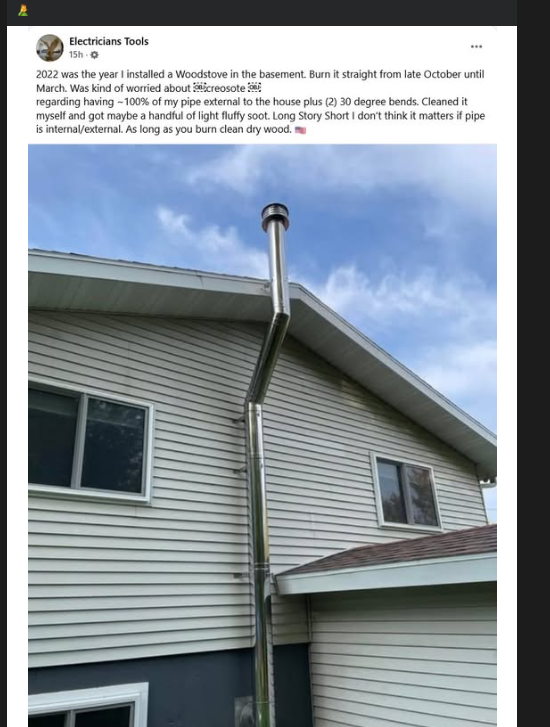 Electricians Tools
15h ·
2022 was the year I installed a Woodstove in the basement. Burn it straight from late October until
March. Was kind of worried about ￼creosote ￼
regarding having ~100% of my pipe external to the house plus (2) 30 degree bends. Cleaned it
myself and got maybe a handful of light fluffy soot. Long Story Short I don't think it matters if pipe
is internal/external. As long as you burn clean dry wood. 🇺🇸